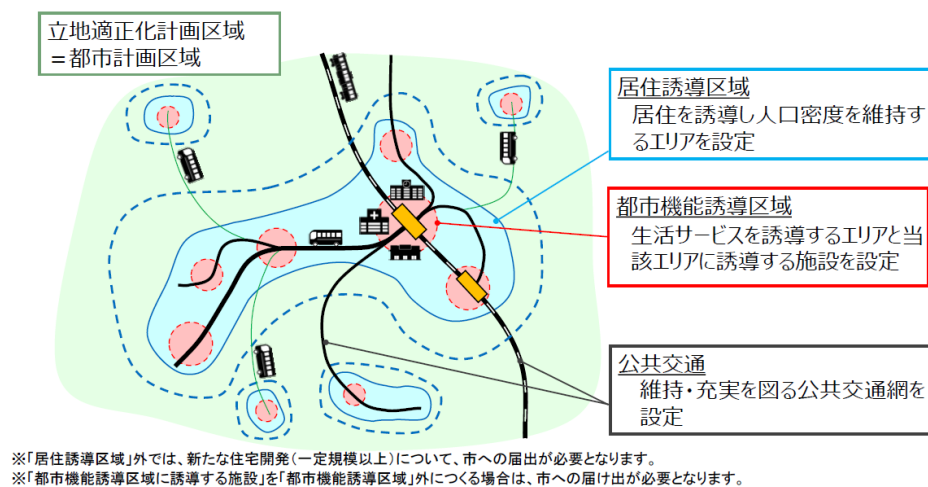 立地適正化計画区域
＝都市計画区域
居住誘導区域
居住を誘導し人口密度を維持す
るエリアを設定
都市機能誘導区域
生活サービスを誘導するエリアと当
該エリアに誘導する施設を設定
公共交通
維持・充実を図る公共交通網を
設定
※「居住誘導区域」外では、新たな住宅開発（一定規模以上）について、市への届出が必要となります。
※「都市機能誘導区域に誘導する施設」を「都市機能誘導区域」外につくる場合は、市への届け出が必要となります。